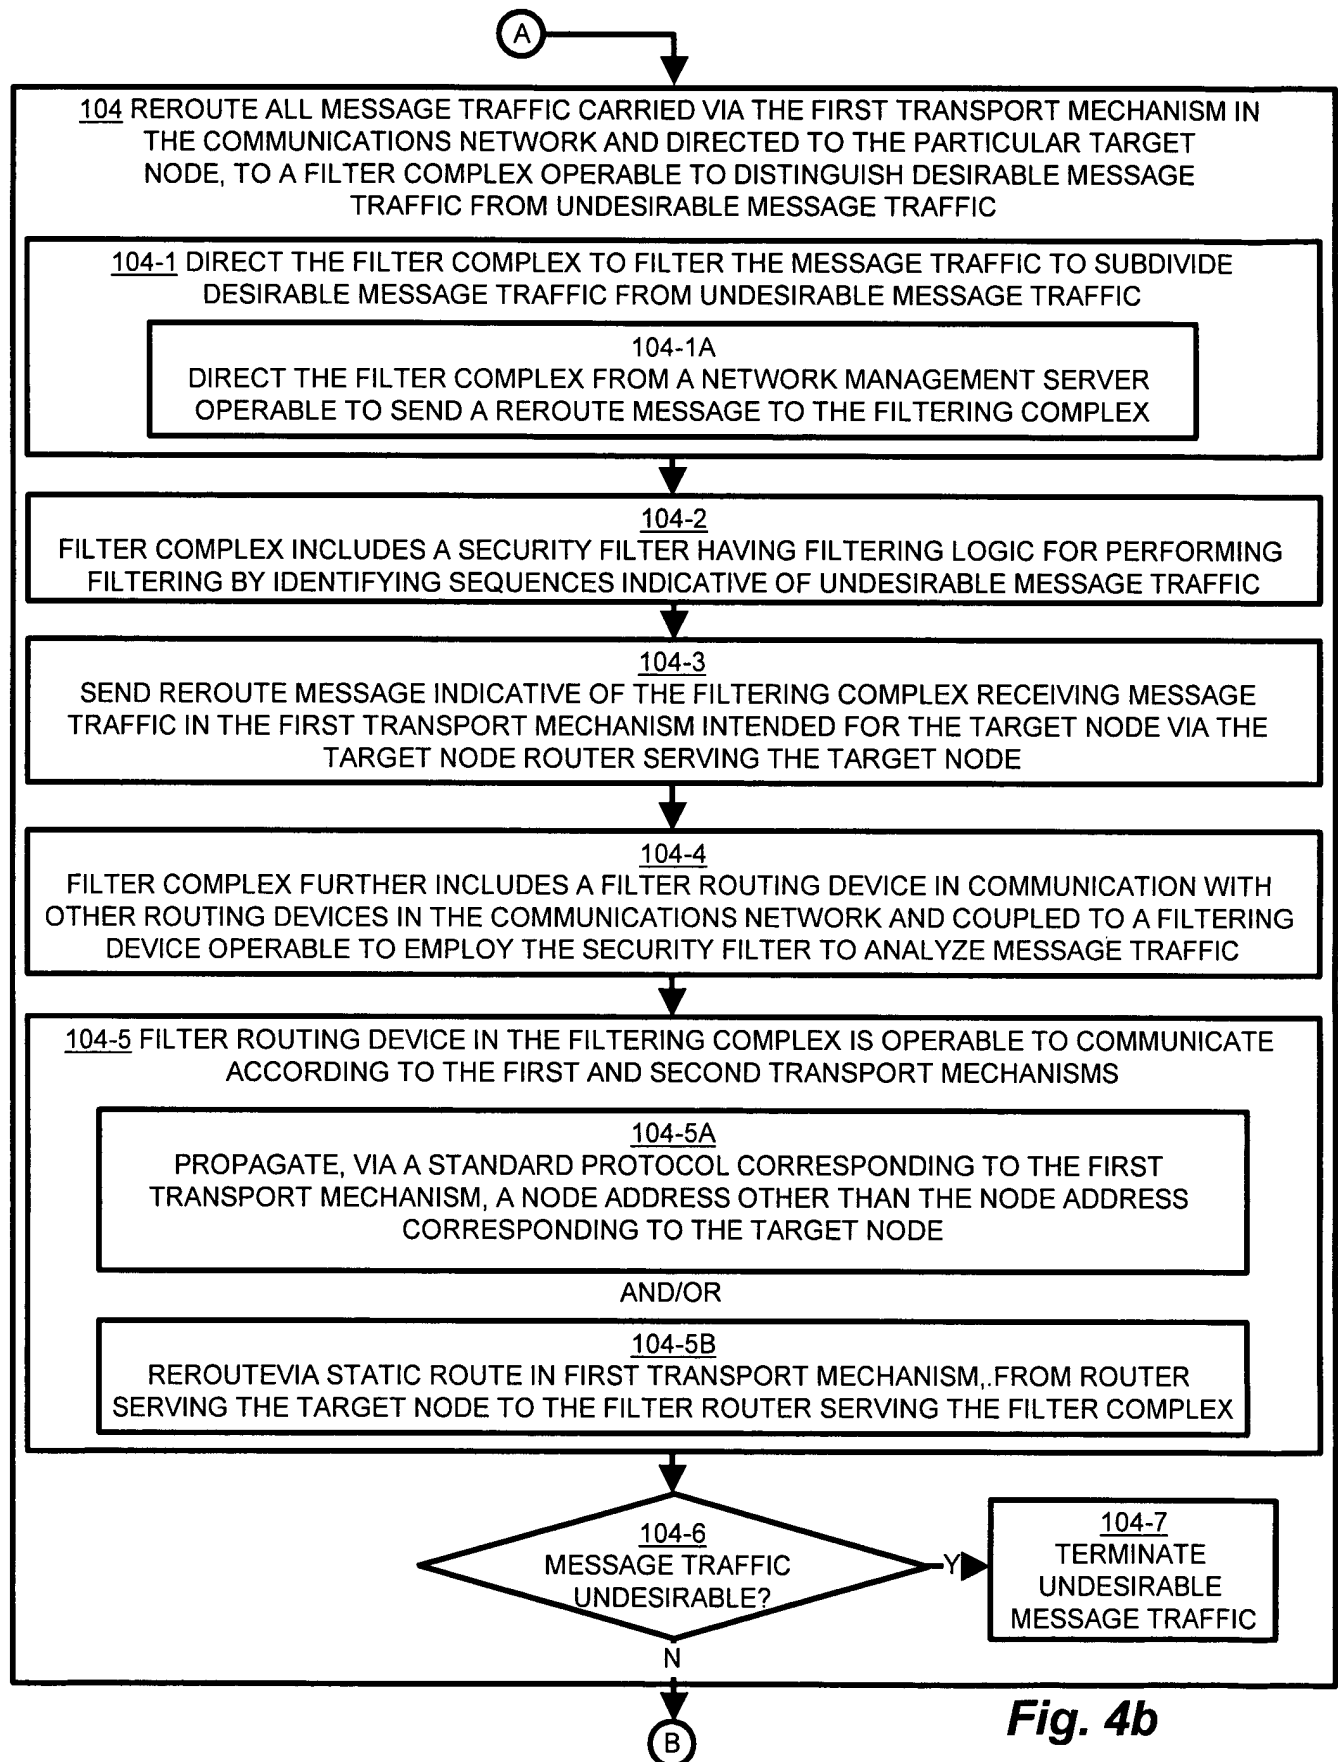 A
104 REROUTE ALL MESSAGE TRAFFIC CARRIED VIA THE FIRST TRANSPORT MECHANISM IN
THE COMMUNICATIONS NETWORK AND DIRECTED TO THE PARTICULAR TARGET
NODE, TO A FILTER COMPLEX OPERABLE TO DISTINGUISH DESIRABLE MESSAGE
TRAFFIC FROM UNDESIRABLE MESSAGE TRAFFIC
104-1 DIRECT THE FILTER COMPLEX TO FILTER THE MESSAGE TRAFFIC TO SUBDIVIDE
DESIRABLE MESSAGE TRAFFIC FROM UNDESIRABLE MESSAGE TRAFFIC
104-1A
DIRECT THE FILTER COMPLEX FROM A NETWORK MANAGEMENT SERVER
OPERABLE TO SEND A REROUTE MESSAGE TO THE FILTERING COMPLEX
104-2
FILTER COMPLEX INCLUDES A SECURITY FILTER HAVING FILTERING LOGIC FOR PERFORMING
FILTERING BY IDENTIFYING SEQUENCES INDICATIVE OF UNDESIRABLE MESSAGE TRAFFIC
104-3
SEND REROUTE MESSAGE INDICATIVE OF THE FILTERING COMPLEX RECEIVING MESSAGE
TRAFFIC IN THE FIRST TRANSPORT MECHANISM INTENDED FOR THE TARGET NODE VIA THE
TARGET NODE ROUTER SERVING THE TARGET NODE
104-4
FILTER COMPLEX FURTHER INCLUDES A FILTER ROUTING DEVICE IN COMMUNICATION WITH
OTHER ROUTING DEVICES IN THE COMMUNICATIONS NETWORK AND COUPLED TO A FILTERING
DEVICE OPERABLE TO EMPLOY THE SECURITY FILTER TO ANALYZE MESSAGE TRAFFIC
104-5 FILTER ROUTING DEVICE IN THE FILTERING COMPLEX IS OPERABLE TO COMMUNICATE
ACCORDING TO THE FIRST AND SECOND TRANSPORT MECHANISMS
104-5A
PROPAGATE, VIA A STANDARD PROTOCOL CORRESPONDING TO THE FIRST
TRANSPORT MECHANISM, A NODE ADDRESS OTHER THAN THE NODE ADDRESS
CORRESPONDING TO THE TARGET NODE
AND/OR
104-5B
REROUTEVIA STATIC ROUTE IN FIRST TRANSPORT MECHANISM,.FROM ROUTER
SERVING THE TARGET NODE TO THE FILTER ROUTER SERVING THE FILTER COMPLEX
104-6
MESSAGE TRAFFIC
UNDESIRABLE?
Y
104-7
TERMINATE
UNDESIRABLE
MESSAGE TRAFFIC
N
B
Fig. 4b